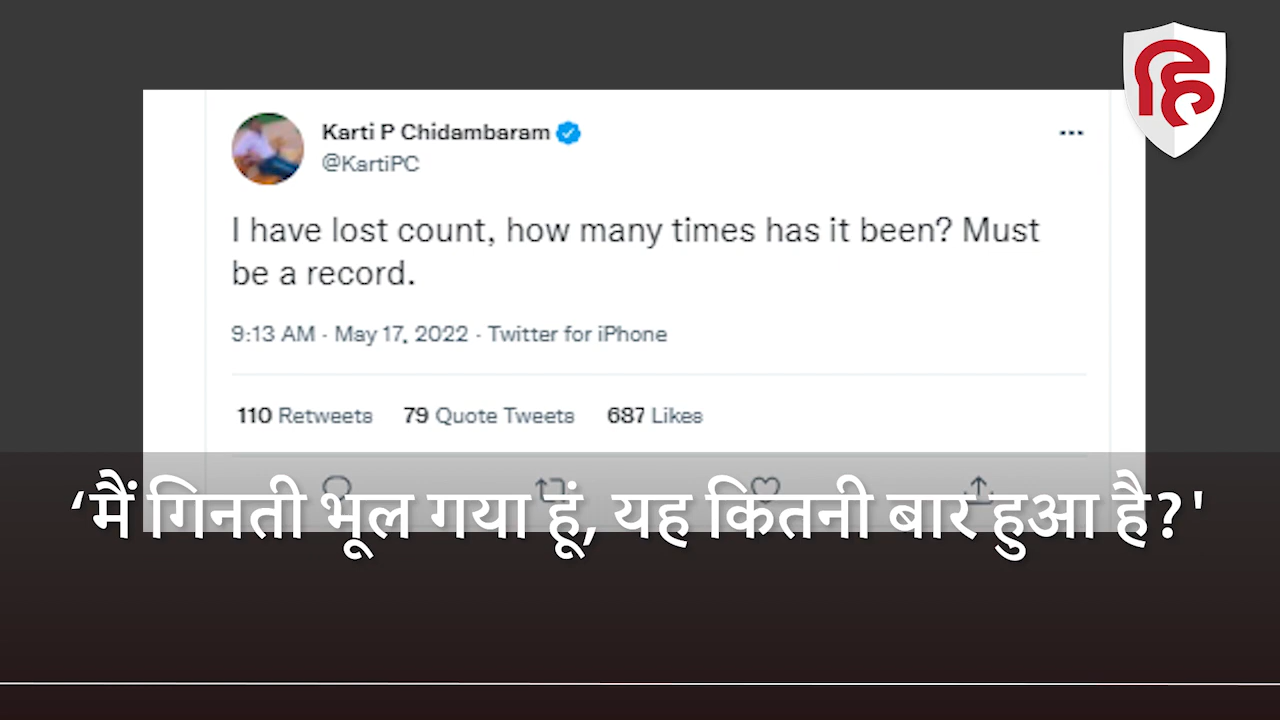 Karti P Chidambaram
@KartiPC
I have lost count, how many times has it been? Must
be a record.
9:13 AM · May 17, 2022 · Twitter for iPhone
110 Retweets 79 Quote Tweets 687 Likes
‘मैं गिनती भूल गया हूं, यह कितनी बार हुआ है?'
हि